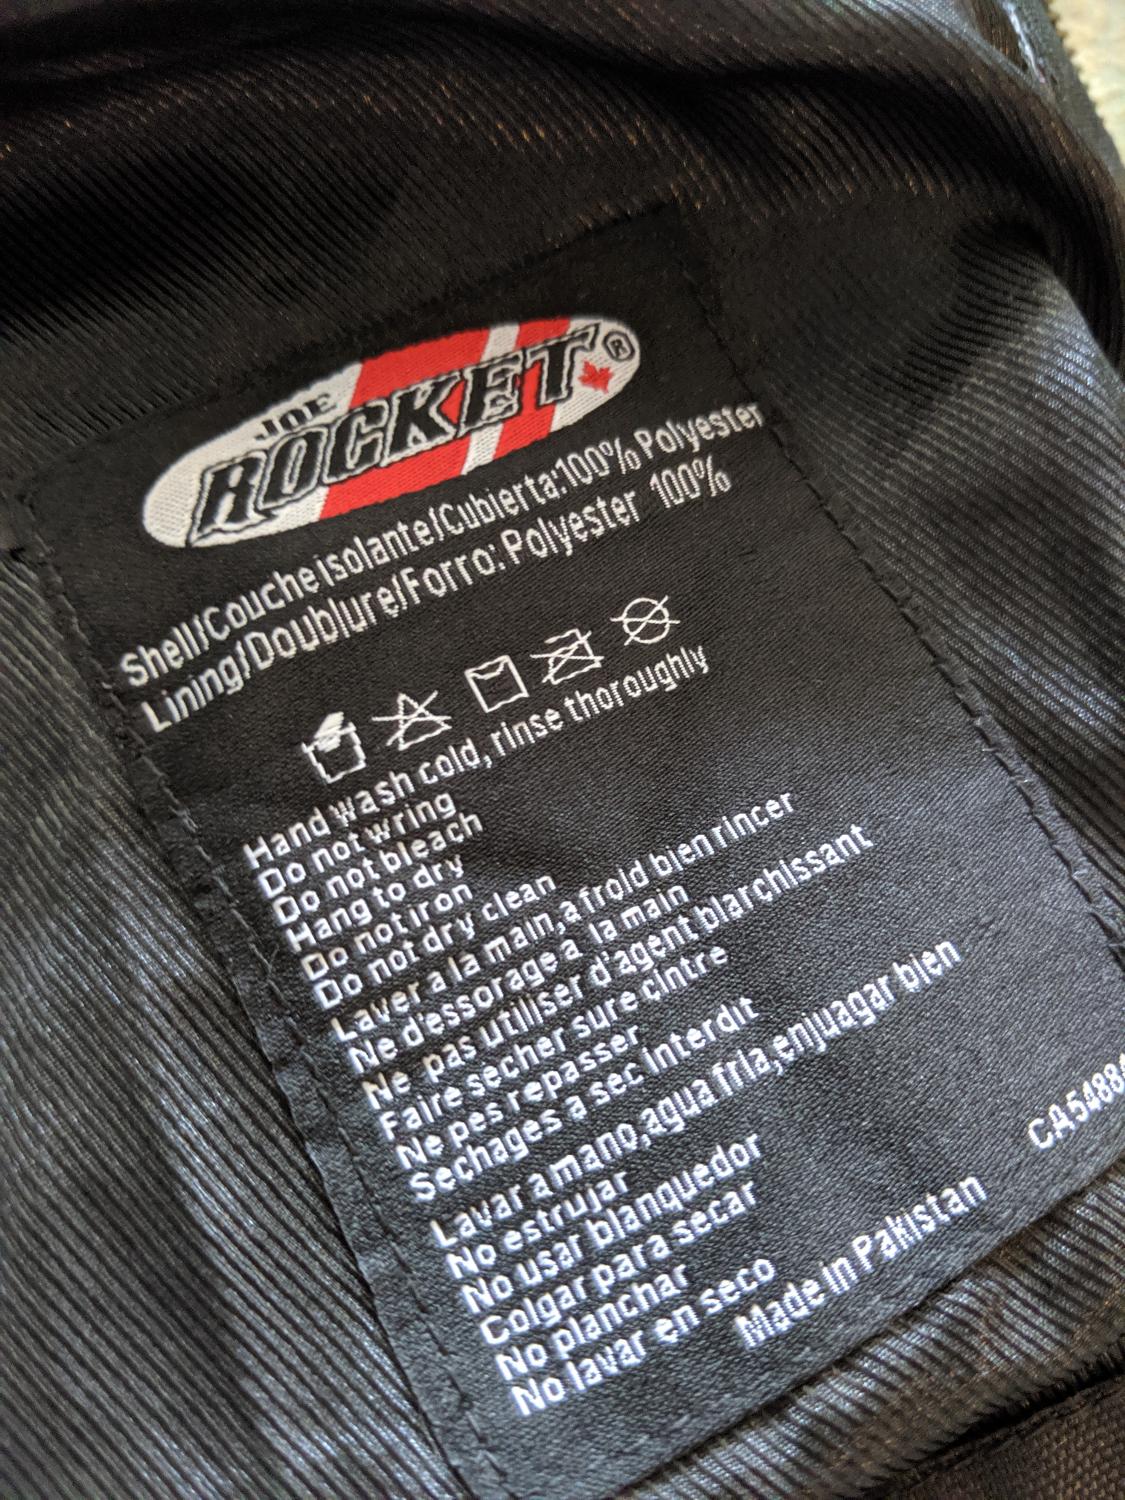 JOE
ROCKET®
Shell/Couche isolante/Cubierta:100% Polyester
Lining/Doublure/Forro: Polyester 100%
Hand wash cold, rinse thoroughly
Do not wring
Do not bleach
Hang to dry
Do not iron
Do not dry clean
Laver a la main,a froid bien rincer
Ne d'essorage a la main
Ne pas utiliser d'agent blarchissant
Faire sècher sure cintre
Ne pes repasser
Sechages a sec interdit
Lavar a mano,agua fria,enjuagar bien
No estrujar
No usar blanquedor
Colgar para secar
No planchar
No lavar en seco
Made in Pakistan